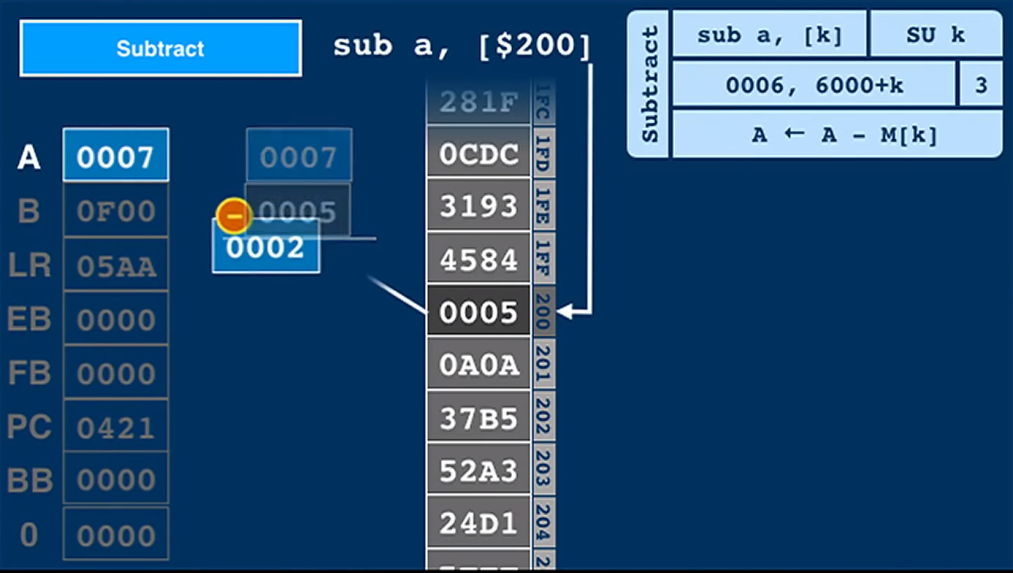 Subtract
sub a, [$200]
Subtract
sub a, [k]
SU k
0006, 6000+k
3
A ← A - M[k]
A 0007
B 0F00
LR 05AA
EB 0000
FB 0000
PC 0421
BB 0000
0 0000
0007
0005
−
0002
281F 1FC
0CDC 1FD
3193 1FE
4584 1FF
0005 200
0A0A 201
37B5 202
52A3 203
24D1 204